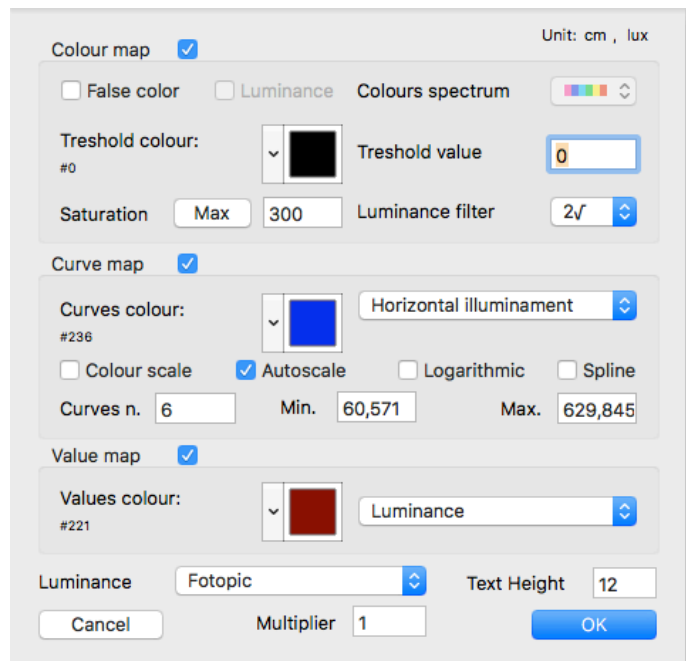 Unit: cm , lux
Colour map
False color Luminance Colours spectrum
Treshold colour: Treshold value 0
#0
Saturation Max 300 Luminance filter 2√
Curve map
Curves colour: Horizontal illuminament
#236
Colour scale Autoscale Logarithmic Spline
Curves n. 6 Min. 60,571 Max. 629,845
Value map
Values colour: Luminance
#221
Luminance Fotopic Text Height 12
Cancel Multiplier 1 OK